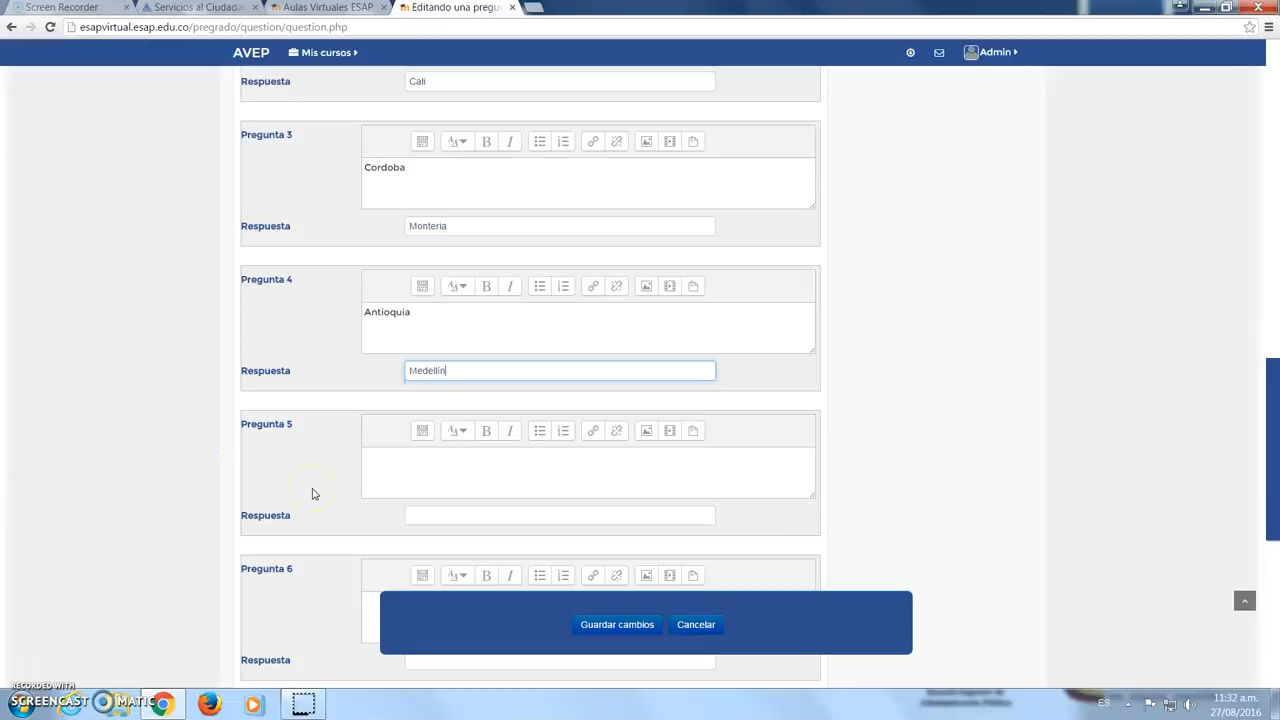 Screen Recorder
Servicios al Ciudada
Aulas Virtuales ESAP
Editando una pregu
esapvirtual.esap.edu.co/pregrado/question/question.php
AVEP
Mis cursos
Admin
Respuesta
Cali
Pregunta 3
Cordoba
Respuesta
Monteria
Pregunta 4
Antioquia
Respuesta
Medellín
Pregunta 5
Respuesta
Pregunta 6
Guardar cambios
Cancelar
Respuesta
RECORDED WITH
SCREENCAST MATIC
ES
11:32 a.m.
27/08/2016